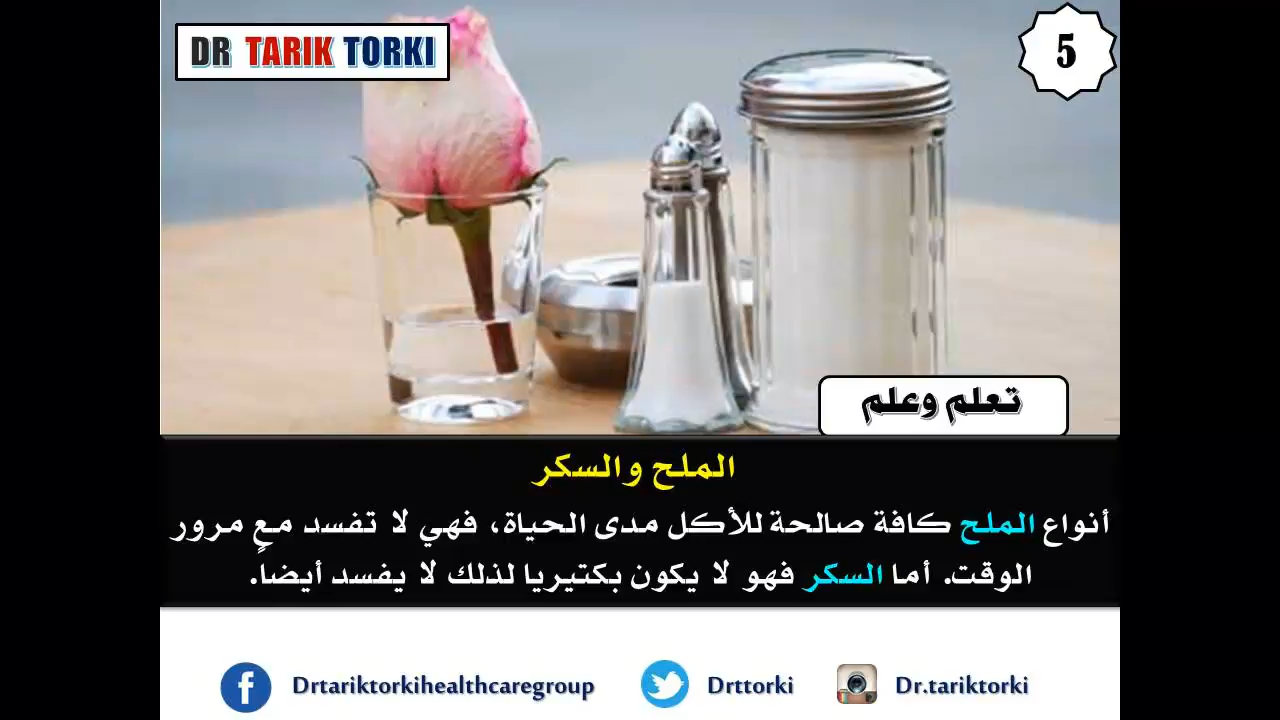 DR TARIK TORKI
5
تعلم وعلم
الملح والسكر
أنواع الملح كافة صالحة للأكل مدى الحياة، فهي لا تفسد مع مرور
الوقت. أما السكر فهو لا يكون بكتيريا لذلك لا يفسد أيضاً.
Drtariktorkihealthcaregroup
Drttorki
Dr.tariktorki